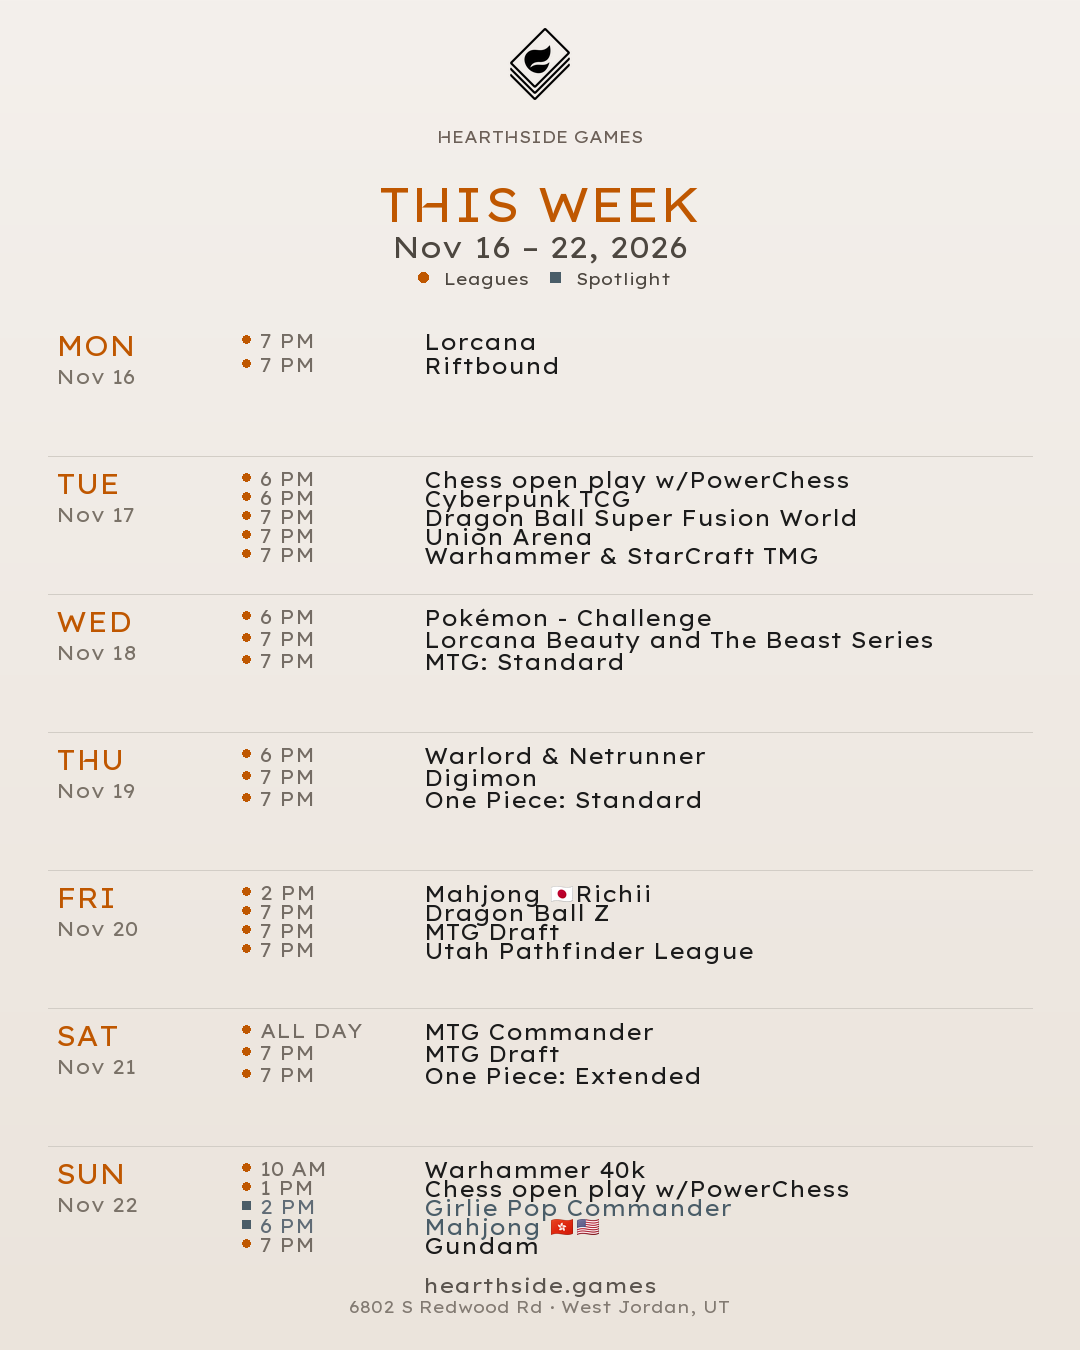 HEARTHSIDE GAMES
THIS WEEK
Nov 16 – 22, 2026
Leagues Spotlight
MON 7 PM Lorcana
Nov 16 7 PM Riftbound
TUE 6 PM Chess open play w/PowerChess
6 PM Cyberpunk TCG
Nov 17 7 PM Dragon Ball Super Fusion World
7 PM Union Arena
7 PM Warhammer & StarCraft TMG
WED 6 PM Pokémon - Challenge
Nov 18 7 PM Lorcana Beauty and The Beast Series
7 PM MTG: Standard
THU 6 PM Warlord & Netrunner
Nov 19 7 PM Digimon
7 PM One Piece: Standard
FRI 2 PM Mahjong 🇯🇵Richii
7 PM Dragon Ball Z
Nov 20 7 PM MTG Draft
7 PM Utah Pathfinder League
SAT ALL DAY MTG Commander
Nov 21 7 PM MTG Draft
7 PM One Piece: Extended
SUN 10 AM Warhammer 40k
1 PM Chess open play w/PowerChess
Nov 22 2 PM Girlie Pop Commander
6 PM Mahjong 🇭🇰🇺🇸
7 PM Gundam
hearthside.games
6802 S Redwood Rd · West Jordan, UT